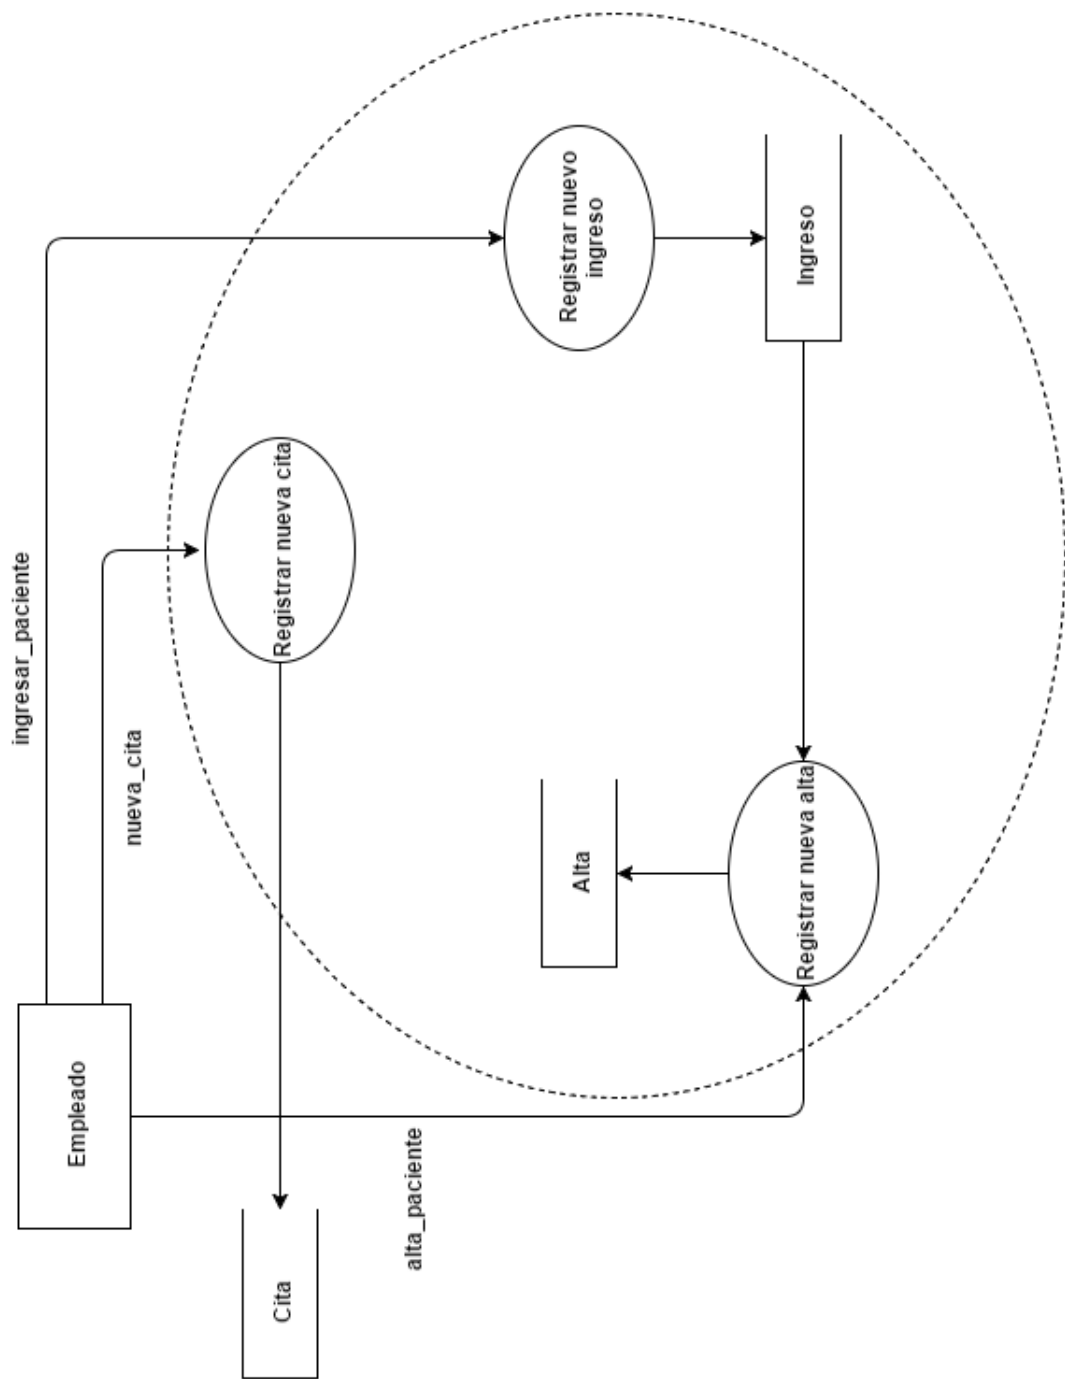 ingresar_paciente
nueva_cita
Empleado
Registrar nueva cita
Registrar nuevo
ingreso
Ingreso
Alta
Registrar nueva alta
alta_paciente
Cita